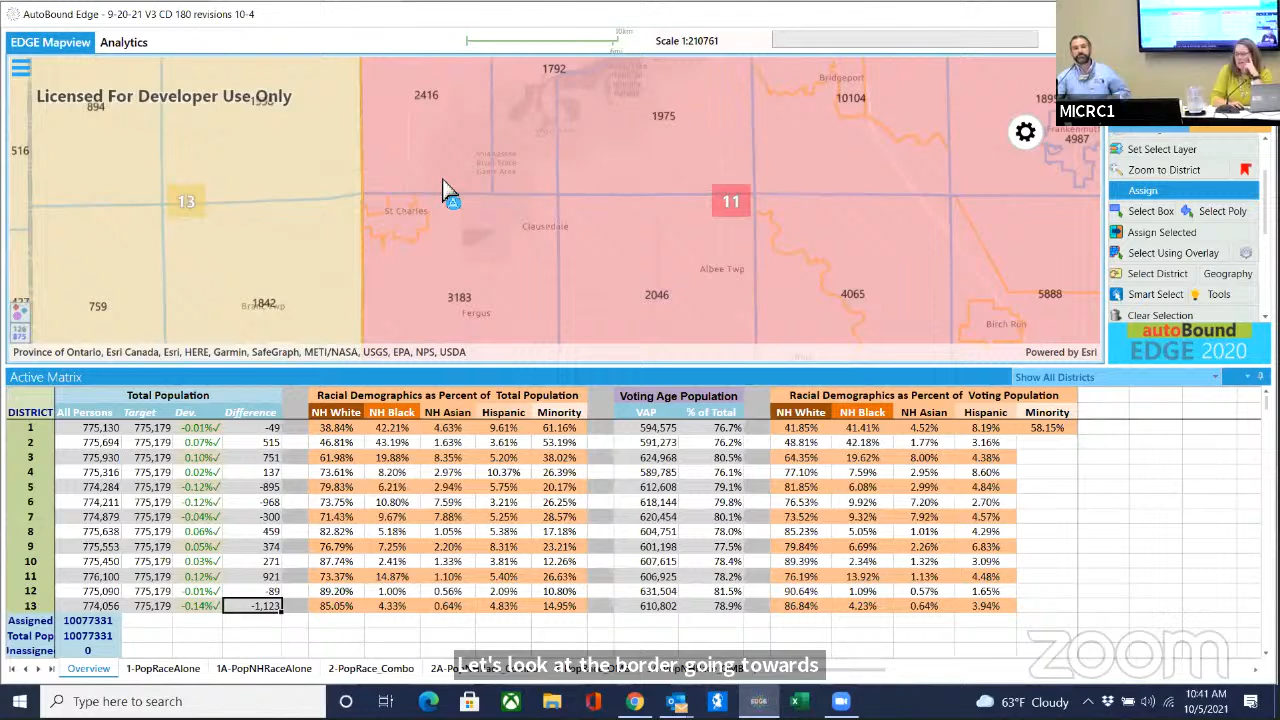 AutoBound Edge - 9-20-21 V3 CD 180 revisions 10-4
EDGE Mapview Analytics
10km
Scale 1:210761
Licensed For Developer Use Only
894
516
2416
1792
1975
Bridgeport
10104
Frankenmuth
4987
MICRC1
13
St Charles
Clausedale
11
Albee Twp
759
1842
3183
Fergus
2046
4065
5888
Birch Run
Province of Ontario, Esri Canada, Esri, HERE, Garmin, SafeGraph, METI/NASA, USGS, EPA, NPS, USDA
Powered by Esri
Set Select Layer
Zoom to District
Assign
Select Box Select Poly
Assign Selected
Select Using Overlay
Select District Geography
Smart Select Tools
Clear Selection
autoBound
EDGE 2020
Active Matrix Show All Districts
Total Population Racial Demographics as Percent of Total Population Voting Age Population Racial Demographics as Percent of Voting Population
DISTRICT All Persons Target Dev. Difference NH White NH Black NH Asian Hispanic Minority VAP % of Total NH White NH Black NH Asian Hispanic Minority
1 775,130 775,179 -0.01%✓ -49 38.84% 42.21% 4.63% 9.61% 61.16% 594,575 76.7% 41.85% 41.41% 4.52% 8.19% 58.15%
2 775,694 775,179 0.07%✓ 515 46.81% 43.19% 1.63% 3.61% 53.19% 591,273 76.2% 48.81% 42.18% 1.77% 3.16%
3 775,930 775,179 0.10%✓ 751 61.98% 19.88% 8.35% 5.20% 38.02% 624,968 80.5% 64.35% 19.62% 8.00% 4.38%
4 775,316 775,179 0.02%✓ 137 73.61% 8.20% 2.97% 10.37% 26.39% 589,785 76.1% 77.10% 7.59% 2.95% 8.60%
5 774,284 775,179 -0.12%✓ -895 79.83% 6.21% 2.94% 5.75% 20.17% 612,608 79.1% 81.85% 6.08% 2.99% 4.84%
6 774,211 775,179 -0.12%✓ -968 73.75% 10.80% 7.59% 3.21% 26.25% 618,144 79.8% 76.53% 9.92% 7.20% 2.70%
7 774,879 775,179 -0.04%✓ -300 71.43% 9.67% 7.88% 5.25% 28.57% 620,454 80.1% 73.52% 9.32% 7.92% 4.57%
8 775,638 775,179 0.06%✓ 459 82.82% 5.18% 1.05% 5.38% 17.18% 604,751 78.0% 85.23% 5.05% 1.01% 4.29%
9 775,553 775,179 0.05%✓ 374 76.79% 7.25% 2.20% 8.31% 23.21% 601,198 77.5% 79.84% 6.69% 2.26% 6.83%
10 775,450 775,179 0.03%✓ 271 87.74% 2.41% 1.33% 3.81% 12.26% 607,615 78.4% 89.39% 2.34% 1.32% 3.09%
11 776,100 775,179 0.12%✓ 921 73.37% 14.87% 1.10% 5.40% 26.63% 606,925 78.2% 76.19% 13.92% 1.13% 4.48%
12 775,090 775,179 -0.01%✓ -89 89.20% 1.00% 0.56% 2.09% 10.80% 631,504 81.5% 90.64% 1.09% 0.57% 1.65%
13 774,056 775,179 -0.14%✓ -1,123 85.05% 4.33% 0.64% 4.83% 14.95% 610,802 78.9% 86.84% 4.23% 0.64% 3.94%
Assigned 10077331
Total Pop 10077331
Unassigned 0
Overview 1-PopRaceAlone 1A-PopNHRaceAlone 2-PopRace_Combo
Let's look at the border going towards
zoom
Type here to search
EDGE
63°F Cloudy
10:41 AM
10/5/2021